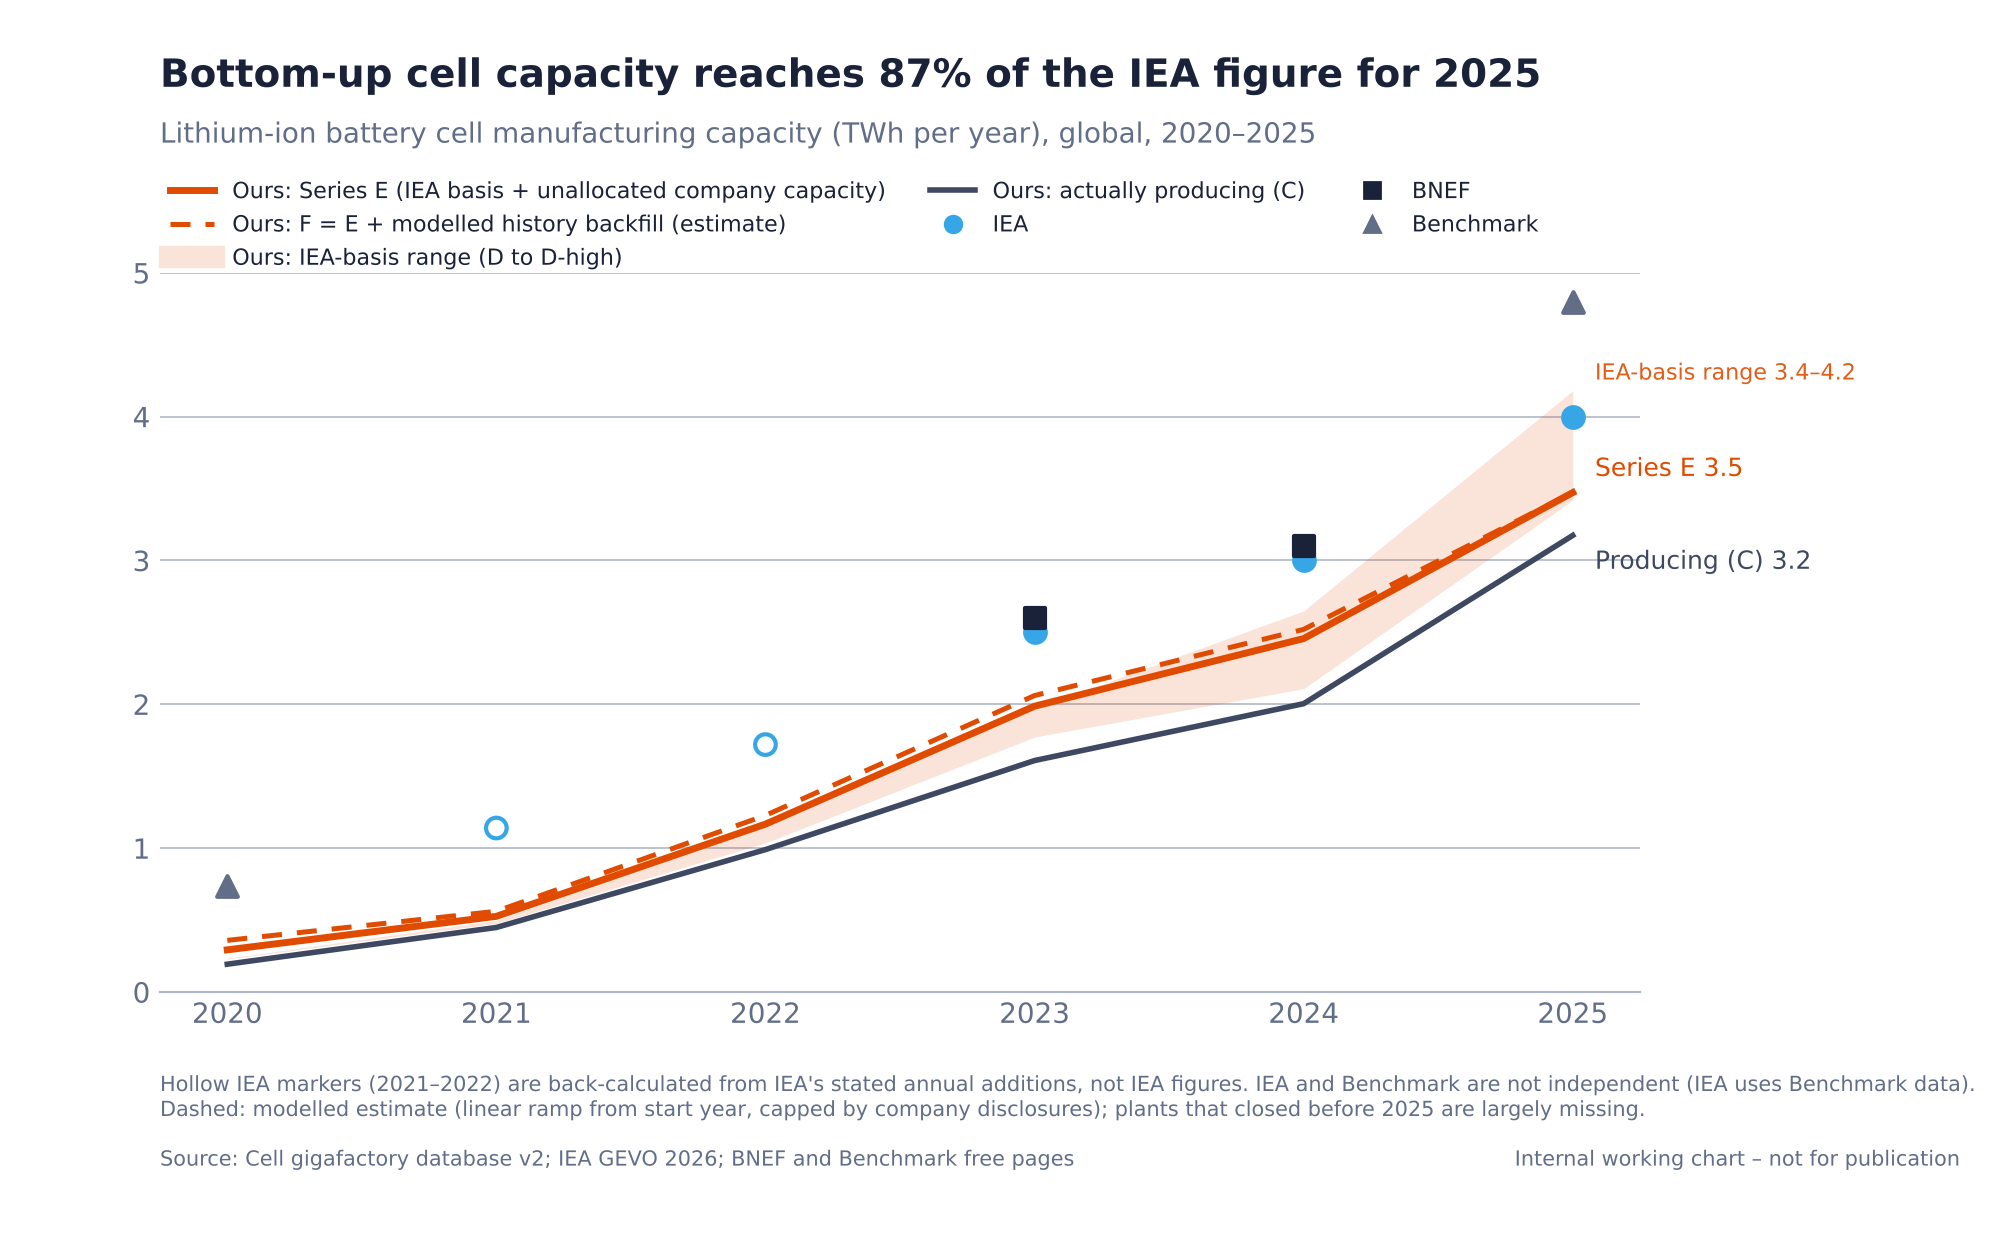 Bottom-up cell capacity reaches 87% of the IEA figure for 2025
Lithium-ion battery cell manufacturing capacity (TWh per year), global, 2020–2025
Ours: Series E (IEA basis + unallocated company capacity)
Ours: F = E + modelled history backfill (estimate)
Ours: IEA-basis range (D to D-high)
Ours: actually producing (C)
IEA
BNEF
Benchmark
5
4
3
2
1
0
IEA-basis range 3.4–4.2
Series E 3.5
Producing (C) 3.2
2020 2021 2022 2023 2024 2025
Hollow IEA markers (2021–2022) are back-calculated from IEA's stated annual additions, not IEA figures. IEA and Benchmark are not independent (IEA uses Benchmark data).
Dashed: modelled estimate (linear ramp from start year, capped by company disclosures); plants that closed before 2025 are largely missing.
Source: Cell gigafactory database v2; IEA GEVO 2026; BNEF and Benchmark free pages
Internal working chart – not for publication